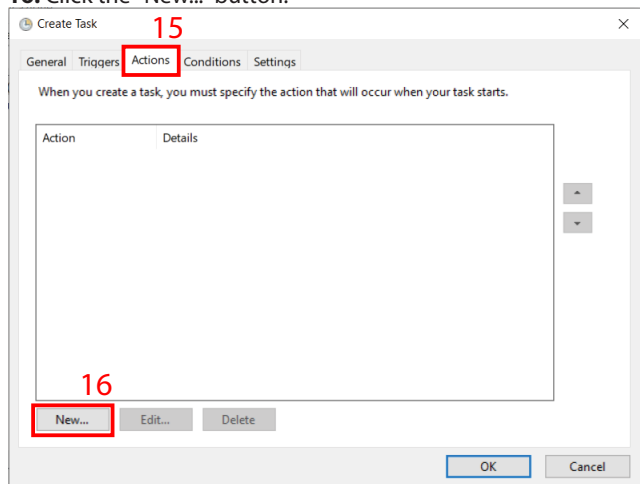 16. Click the "New..." button.
Create Task
15
General Triggers Actions Conditions Settings
When you create a task, you must specify the action that will occur when your task starts.
Action Details
16
New... Edit... Delete
OK Cancel